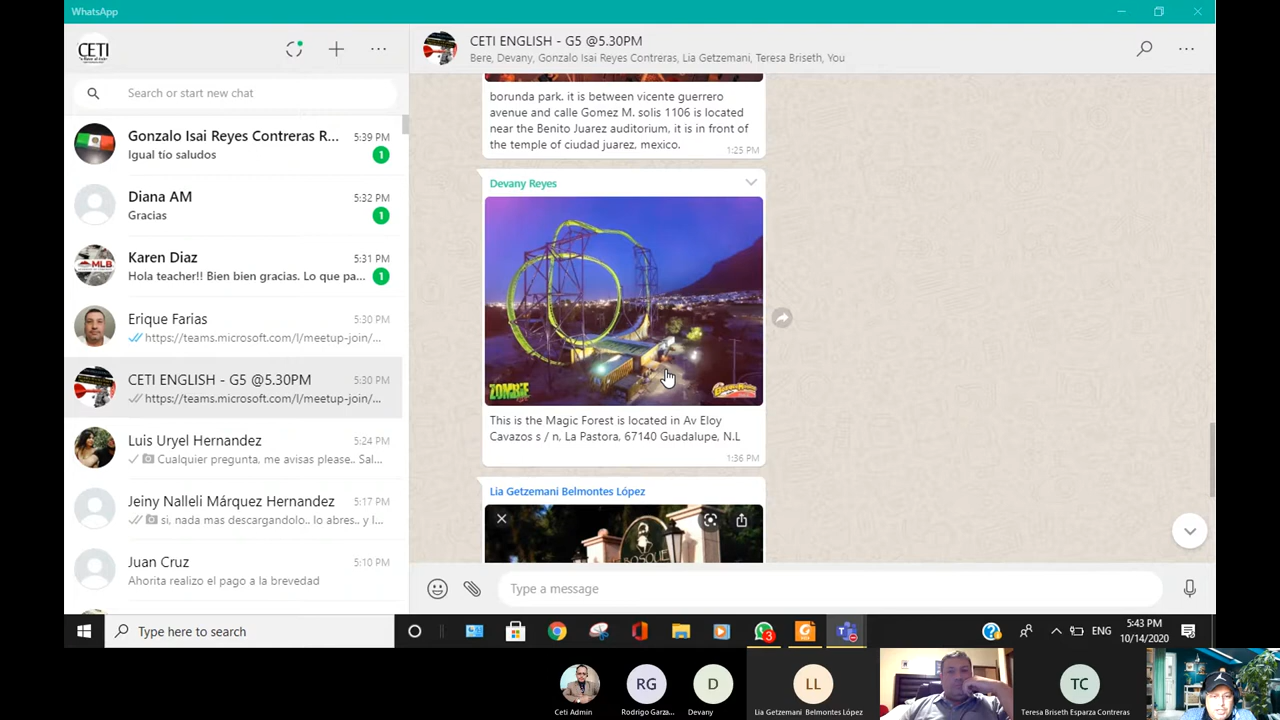 WhatsApp
CETI
Search or start new chat
Gonzalo Isai Reyes Contreras R...
5:39 PM
Igual tío saludos
1
Diana AM
5:32 PM
Gracias
1
Karen Diaz
5:31 PM
Hola teacher!! Bien bien gracias. Lo que pa...
1
Erique Farias
5:30 PM
https://teams.microsoft.com/l/meetup-join/...
CETI ENGLISH - G5 @5.30PM
5:30 PM
https://teams.microsoft.com/l/meetup-join/...
Luis Uryel Hernandez
5:24 PM
Cualquier pregunta, me avisas please.. Sal...
Jeiny Nalleli Márquez Hernandez
5:17 PM
si, nada mas descargandolo.. lo abres.. y l...
Juan Cruz
5:10 PM
Ahorita realizo el pago a la brevedad
CETI ENGLISH - G5 @5.30PM
Bere, Devany, Gonzalo Isai Reyes Contreras, Lia Getzemani, Teresa Briseth, You
borunda park. it is between vicente guerrero
avenue and calle Gomez M. solis 1106 is located
near the Benito Juarez auditorium, it is in front of
the temple of ciudad juarez, mexico.
1:25 PM
Devany Reyes
ZOMBIE
This is the Magic Forest is located in Av Eloy
Cavazos s / n, La Pastora, 67140 Guadalupe, N.L
1:36 PM
Lia Getzemani Belmontes López
BOSQUE
Type a message
Type here to search
3
ENG
5:43 PM
10/14/2020
RG
D
LL
TC
Ceti Admin
Rodrigo Garza...
Devany
Lia Getzemani Belmontes López
Teresa Briseth Esparza Contreras